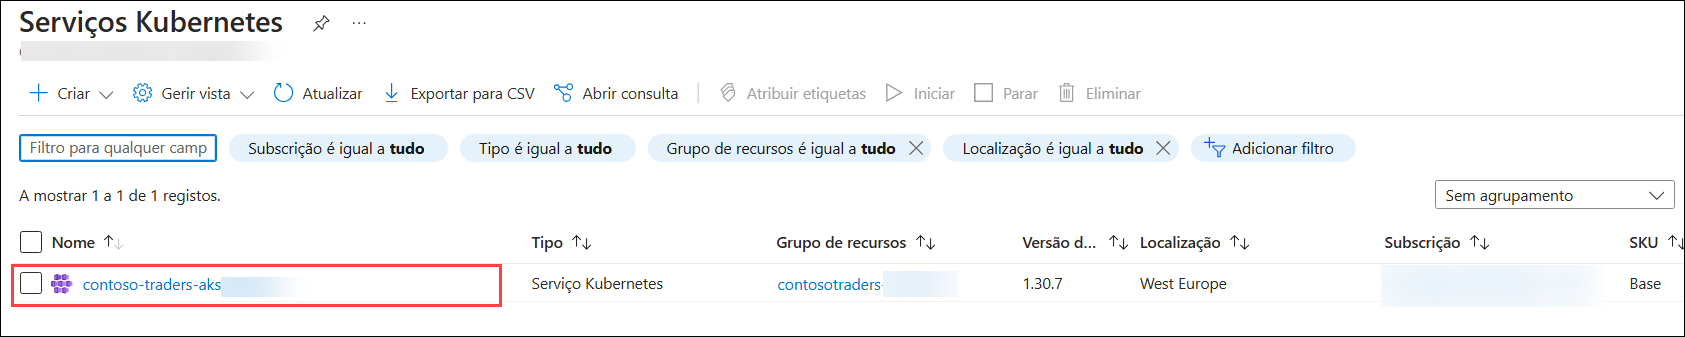 Serviços Kubernetes
Criar Gerir vista Atualizar Exportar para CSV Abrir consulta Atribuir etiquetas Iniciar Parar Eliminar
Filtro para qualquer camp Subscrição é igual a tudo Tipo é igual a tudo Grupo de recursos é igual a tudo Localização é igual a tudo Adicionar filtro
A mostrar 1 a 1 de 1 registos. Sem agrupamento
Nome Tipo Grupo de recursos Versão d... Localização Subscrição SKU
contoso-traders-aks Serviço Kubernetes contosotraders- 1.30.7 West Europe Base